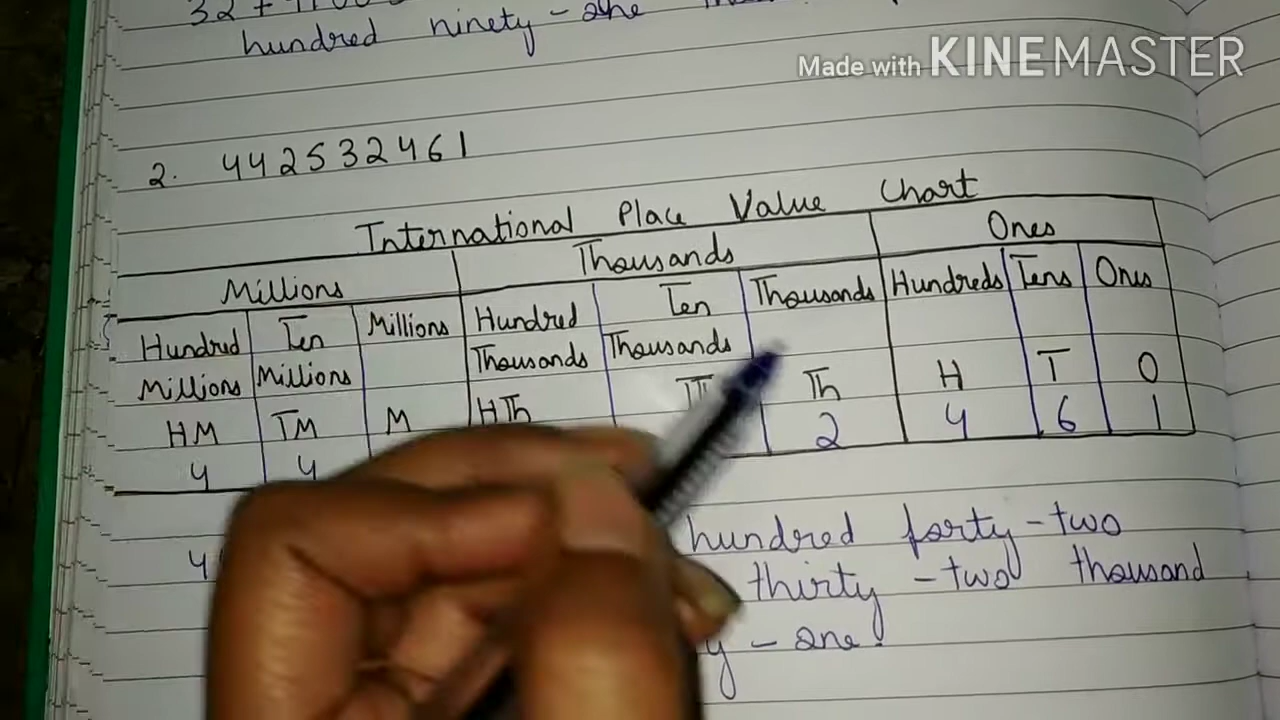 32
hundred ninety-one
Made with KINEMASTER
2. 442532461
International Place Value Chart
Millions Thousands Ones
Hundred Millions Ten Millions Millions Hundred Thousands Ten Thousands Thousands Hundreds Tens Ones
HM TM M HTh Th H T O
4 4 2 4 6 1
hundred forty-two
thirty-two thousand
y-one.